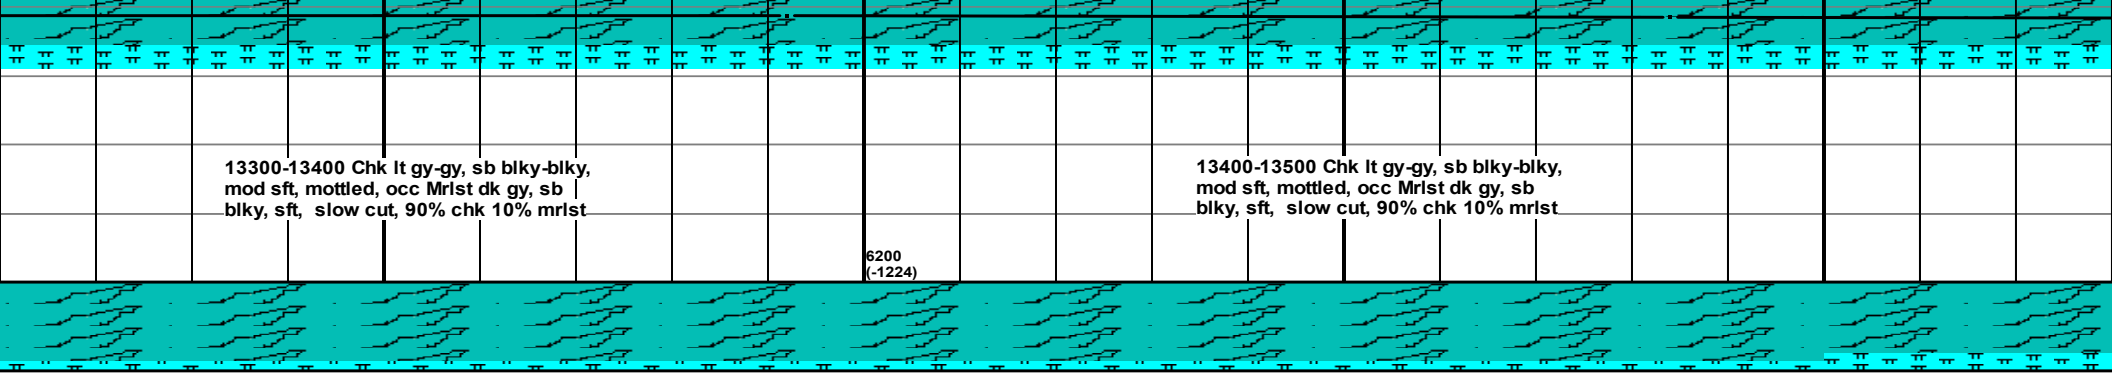 13300-13400 Chk lt gy-gy, sb blky-blky,
mod sft, mottled, occ Mrlst dk gy, sb
blky, sft,  slow cut, 90% chk 10% mrlst
13400-13500 Chk lt gy-gy, sb blky-blky,
mod sft, mottled, occ Mrlst dk gy, sb
blky, sft,  slow cut, 90% chk 10% mrlst
6200
(-1224)